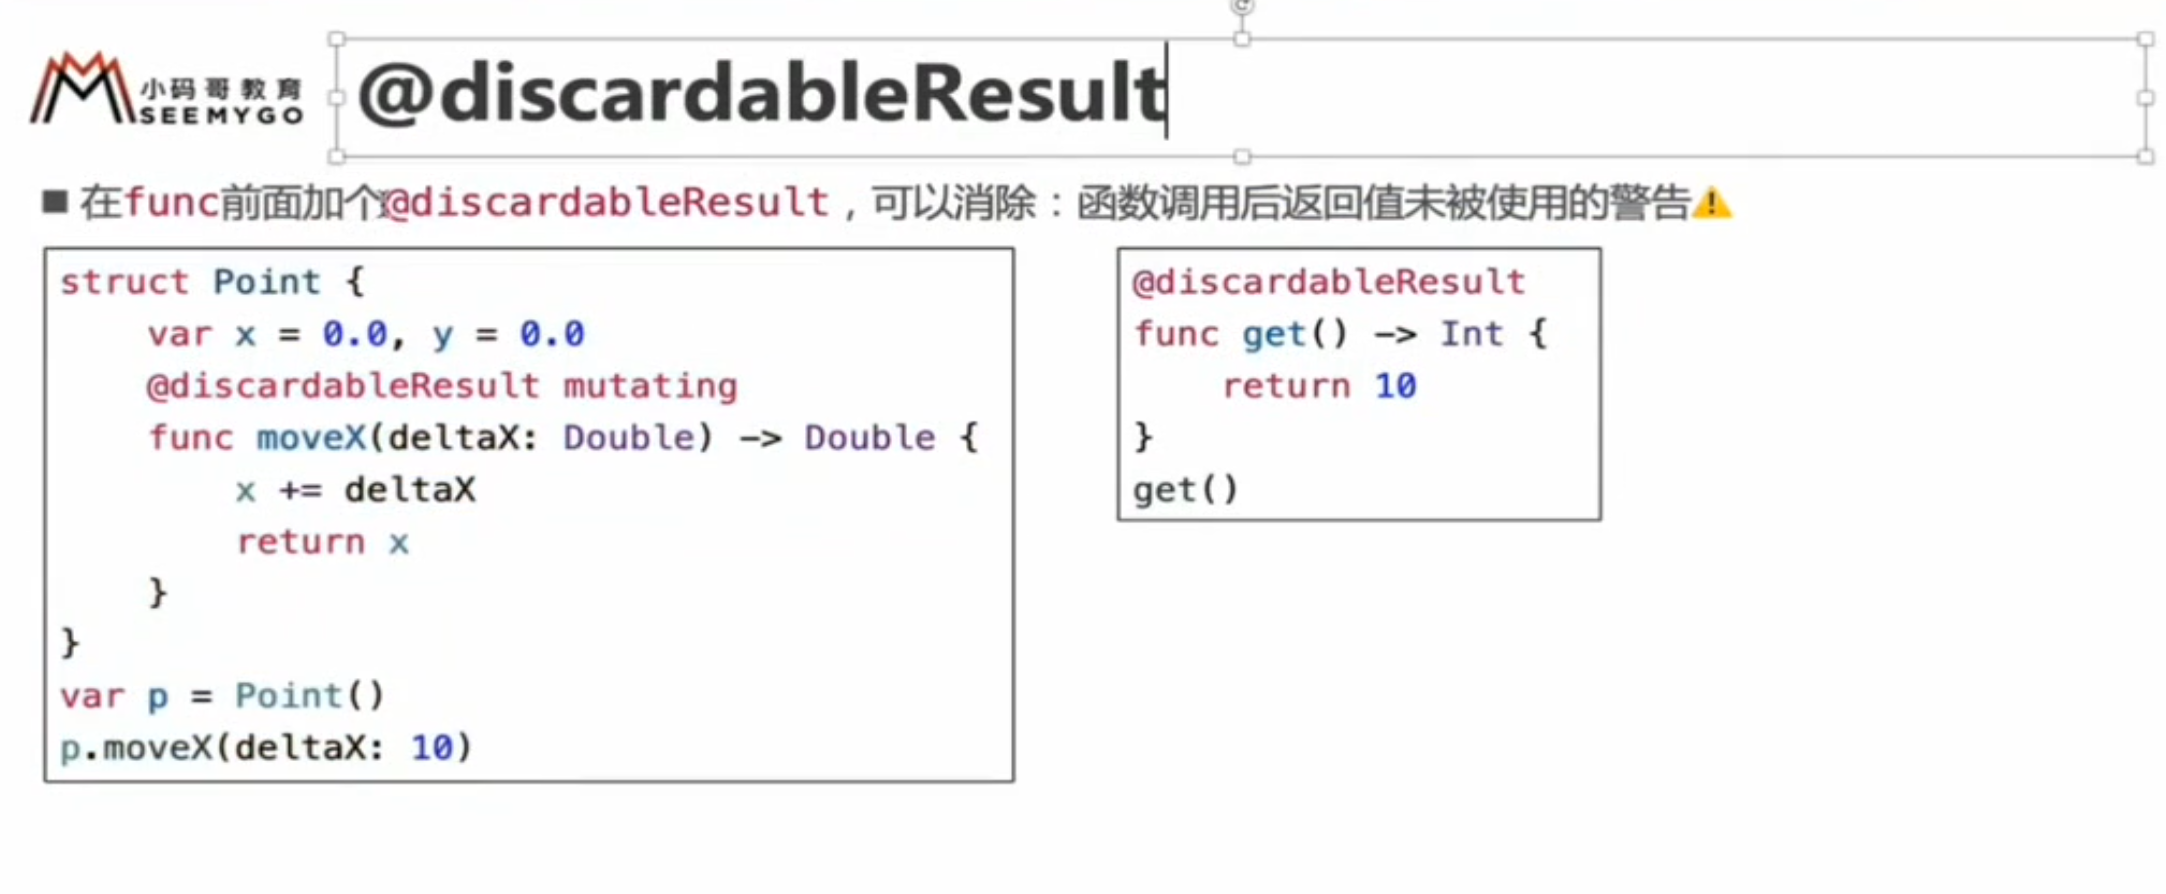 小码哥教育
SEEMYGO
@discardableResult
■ 在func前面加个@discardableResult，可以消除：函数调用后返回值未被使用的警告⚠️
struct Point {
    var x = 0.0, y = 0.0
    @discardableResult mutating
    func moveX(deltaX: Double) -> Double {
        x += deltaX
        return x
    }
}
var p = Point()
p.moveX(deltaX: 10)
@discardableResult
func get() -> Int {
    return 10
}
get()